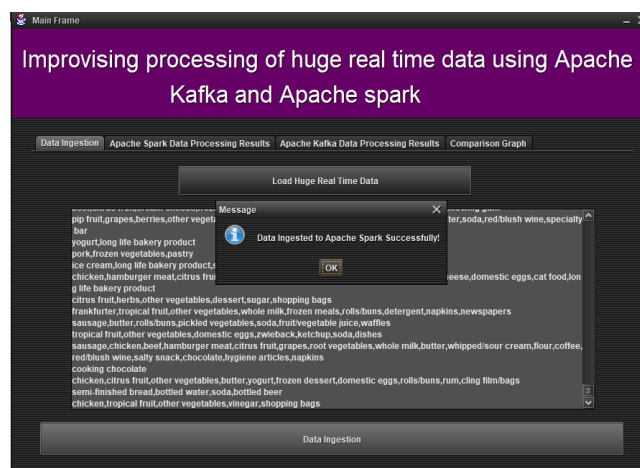 Main Frame
Improvising processing of huge real time data using Apache
Kafka and Apache spark
Data Ingestion Apache Spark Data Processing Results Apache Kafka Data Processing Results Comparison Graph
Load Huge Real Time Data
pip fruit,grapes,berries,other
Message
ter,soda,red/blush wine,specialty
bar
Data Ingested to Apache Spark Successfully!
OK
yogurt,long life bakery product
pork,frozen vegetables,pastry
ice cream,long life bakery product,
chicken,hamburger meat,citrus
domestic eggs,cat food,lon
g life bakery product
citrus fruit,herbs,other vegetables,dessert,sugar,shopping bags
frankfurter,tropical fruit,other vegetables,whole milk,frozen meals,rolls/buns,detergent,napkins,newspapers
sausage,butter,rolls/buns,pickled vegetables,soda,fruit/vegetable juice,waffles
tropical fruit,other vegetables,domestic eggs,zwieback,ketchup,soda,dishes
sausage,chicken,beef,hamburger meat,citrus fruit,grapes,root vegetables,whole milk,butter,whipped/sour cream,flour,coffee,
red/blush wine,salty snack,chocolate,hygiene articles,napkins
cooking chocolate
chicken,citrus fruit,other vegetables,butter,yogurt,frozen dessert,domestic eggs,rolls/buns,rum,cling film/bags
semi-finished bread,bottled water,soda,bottled beer
chicken,tropical fruit,other vegetables,vinegar,shopping bags
Data Ingestion